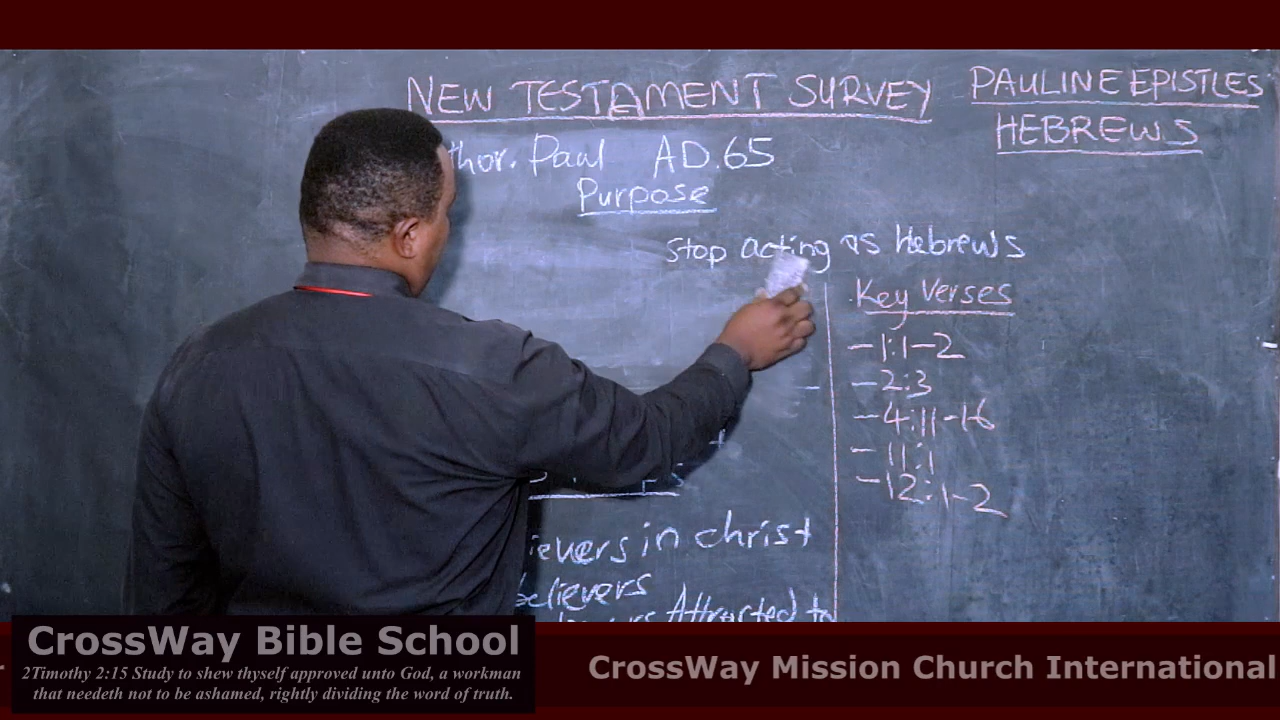 NEW TESTAMENT SURVEY
PAULINE EPISTLES
HEBREWS
thor. Paul AD.65
Purpose
stop acting as Hebrews
Key Verses
-1:1-2
-2:3
-4:11-16
-11:1
-12:1-2
ievers in christ
believers
Attracted to
CrossWay Bible School
2Timothy 2:15 Study to shew thyself approved unto God, a workman
that needeth not to be ashamed, rightly dividing the word of truth.
CrossWay Mission Church International